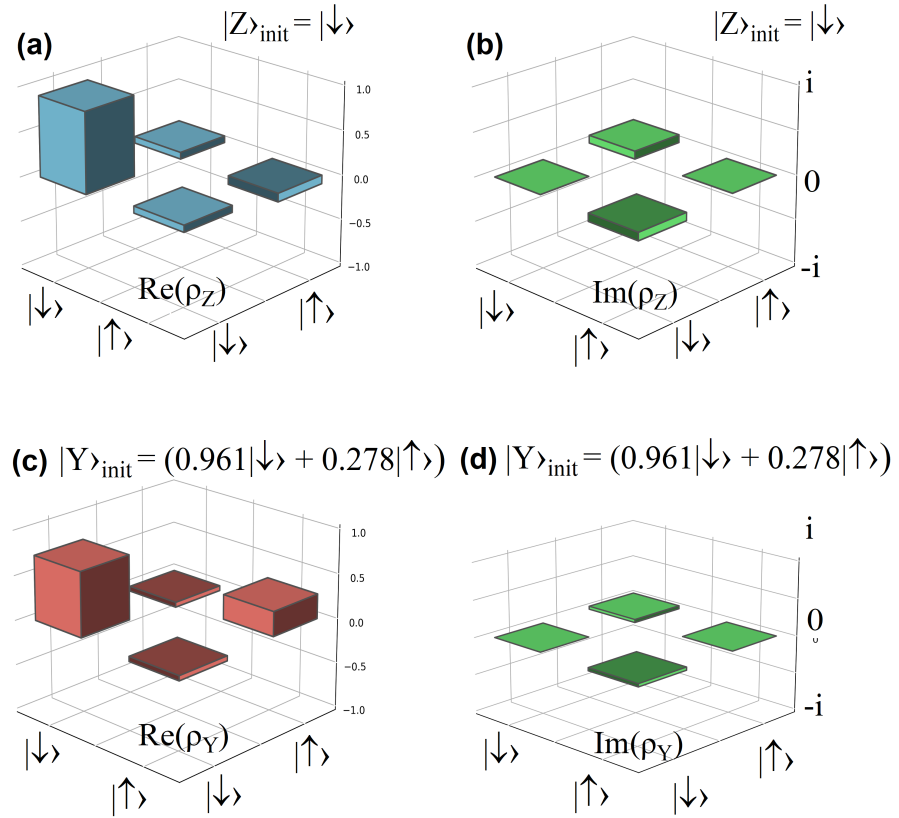 (a)
|Z⟩init = |↓⟩
1.0
0.5
0.0
−0.5
−1.0
Re(ρZ)
|↓⟩
|↑⟩
|↓⟩
|↑⟩
(b)
|Z⟩init = |↓⟩
i
0
-i
Im(ρZ)
|↓⟩
|↑⟩
|↓⟩
|↑⟩
(c) |Y⟩init = (0.961|↓⟩ + 0.278|↑⟩)
1.0
0.5
0.0
−0.5
−1.0
Re(ρY)
|↓⟩
|↑⟩
|↓⟩
|↑⟩
(d) |Y⟩init = (0.961|↓⟩ + 0.278|↑⟩)
i
0
-i
Im(ρY)
|↓⟩
|↑⟩
|↓⟩
|↑⟩